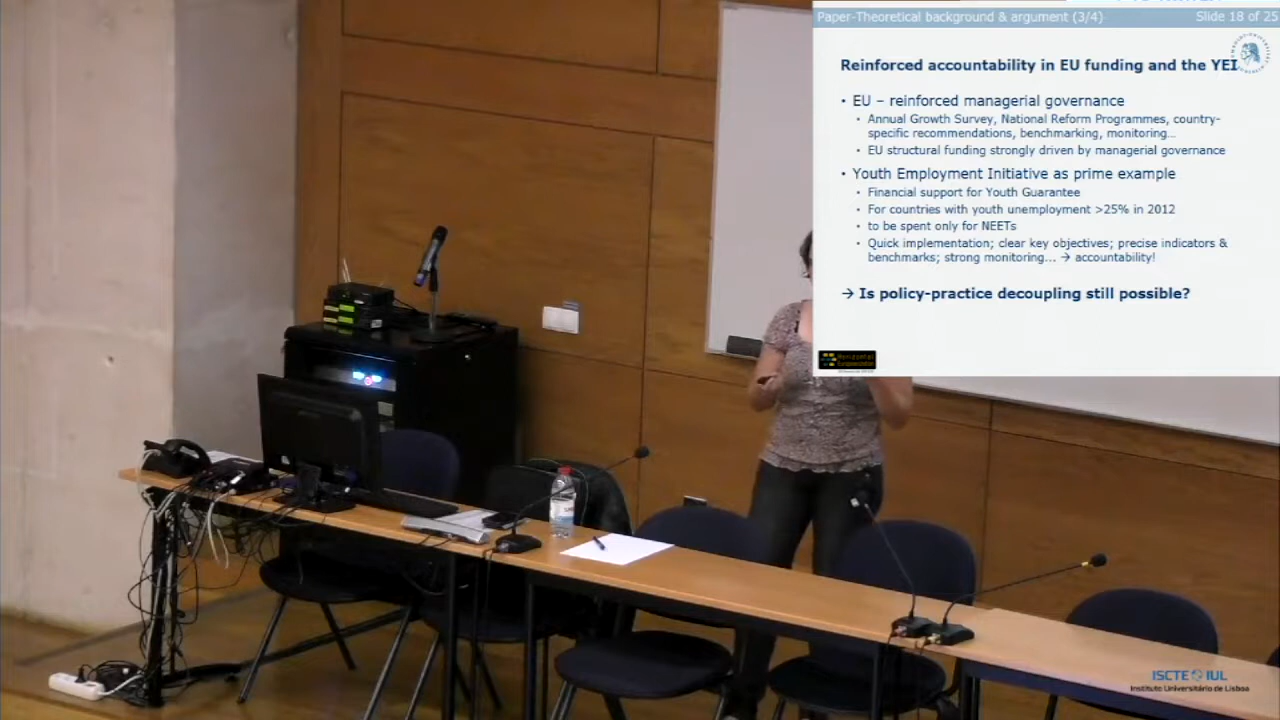 Paper-Theoretical background & argument (3/4)
Slide 18 of 25
Reinforced accountability in EU funding and the YEI
• EU – reinforced managerial governance
• Annual Growth Survey, National Reform Programmes, country-
specific recommendations, benchmarking, monitoring...
• EU structural funding strongly driven by managerial governance
• Youth Employment Initiative as prime example
• Financial support for Youth Guarantee
• For countries with youth unemployment >25% in 2012
• to be spent only for NEETs
• Quick implementation; clear key objectives; precise indicators &
benchmarks; strong monitoring... → accountability!
→ Is policy-practice decoupling still possible?
ISCTE IUL
Instituto Universitário de Lisboa